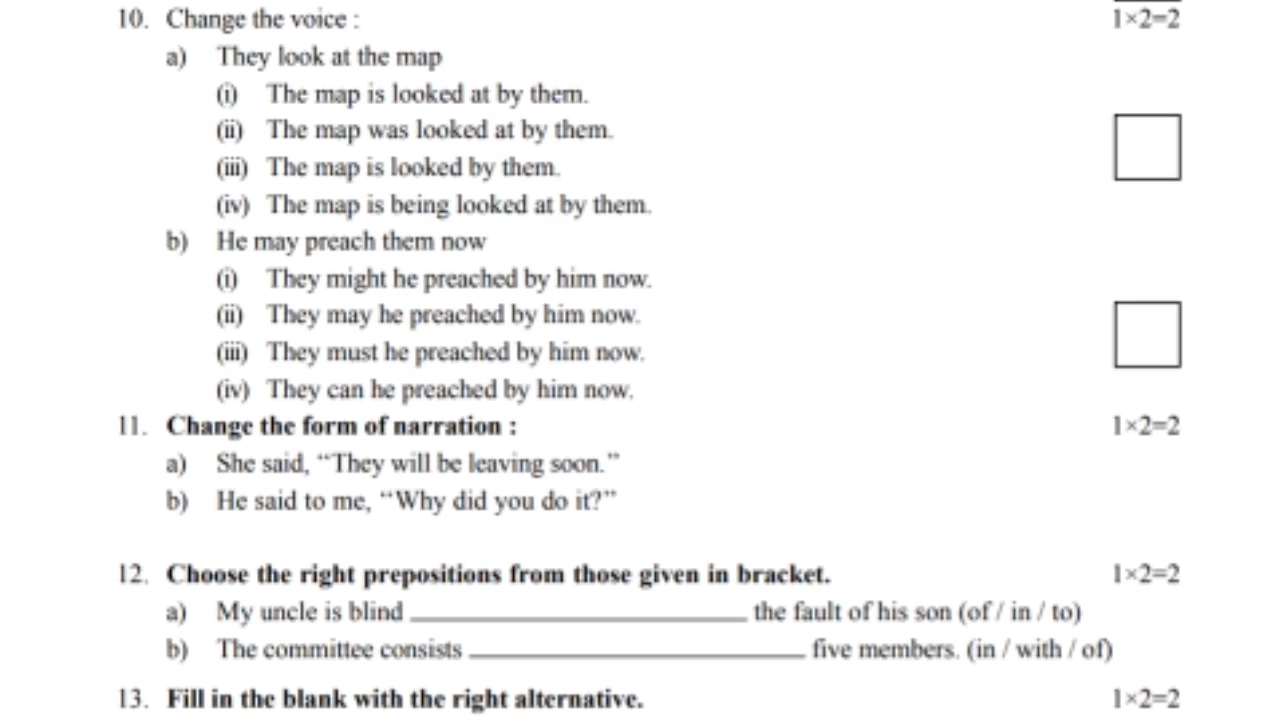 10. Change the voice : 1×2=2
a) They look at the map
(i) The map is looked at by them.
(ii) The map was looked at by them.
(iii) The map is looked by them.
(iv) The map is being looked at by them.
b) He may preach them now
(i) They might he preached by him now.
(ii) They may he preached by him now.
(iii) They must he preached by him now.
(iv) They can he preached by him now.
11. Change the form of narration : 1×2=2
a) She said, “They will be leaving soon.”
b) He said to me, “Why did you do it?”
12. Choose the right prepositions from those given in bracket. 1×2=2
a) My uncle is blind ____________ the fault of his son (of / in / to)
b) The committee consists ____________ five members. (in / with / of)
13. Fill in the blank with the right alternative. 1×2=2